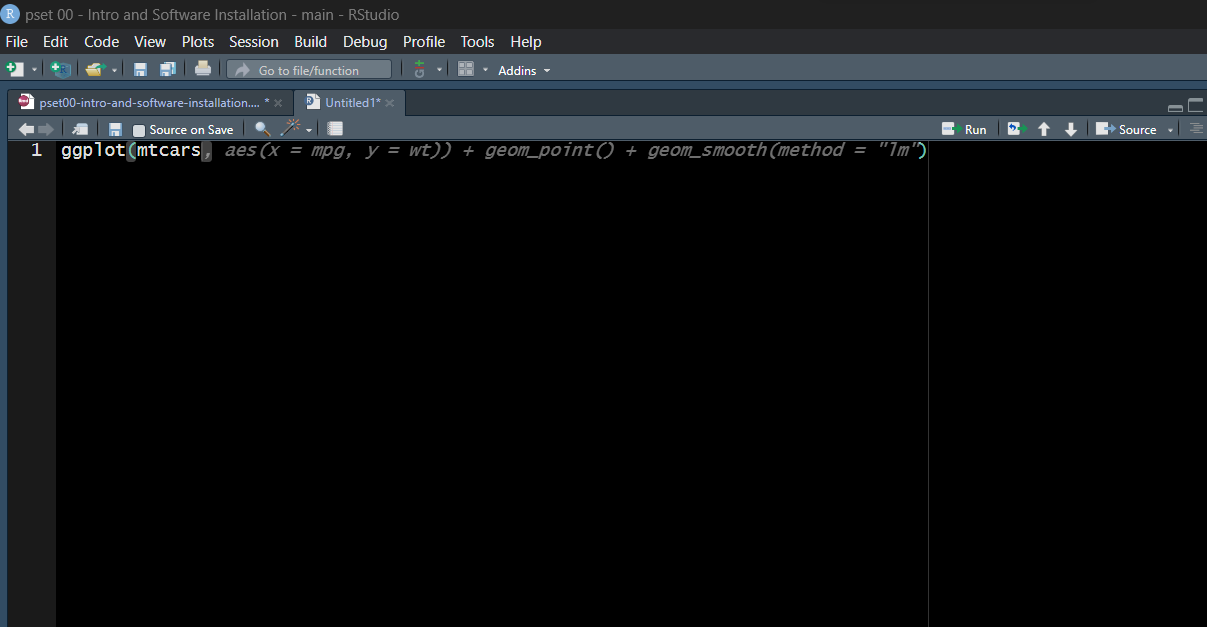 R pset 00 - Intro and Software Installation - main - RStudio
File Edit Code View Plots Session Build Debug Profile Tools Help
Go to file/function Addins
pset00-intro-and-software-installation.... * Untitled1*
Source on Save Run Source
1 ggplot(mtcars, aes(x = mpg, y = wt)) + geom_point() + geom_smooth(method = "lm")